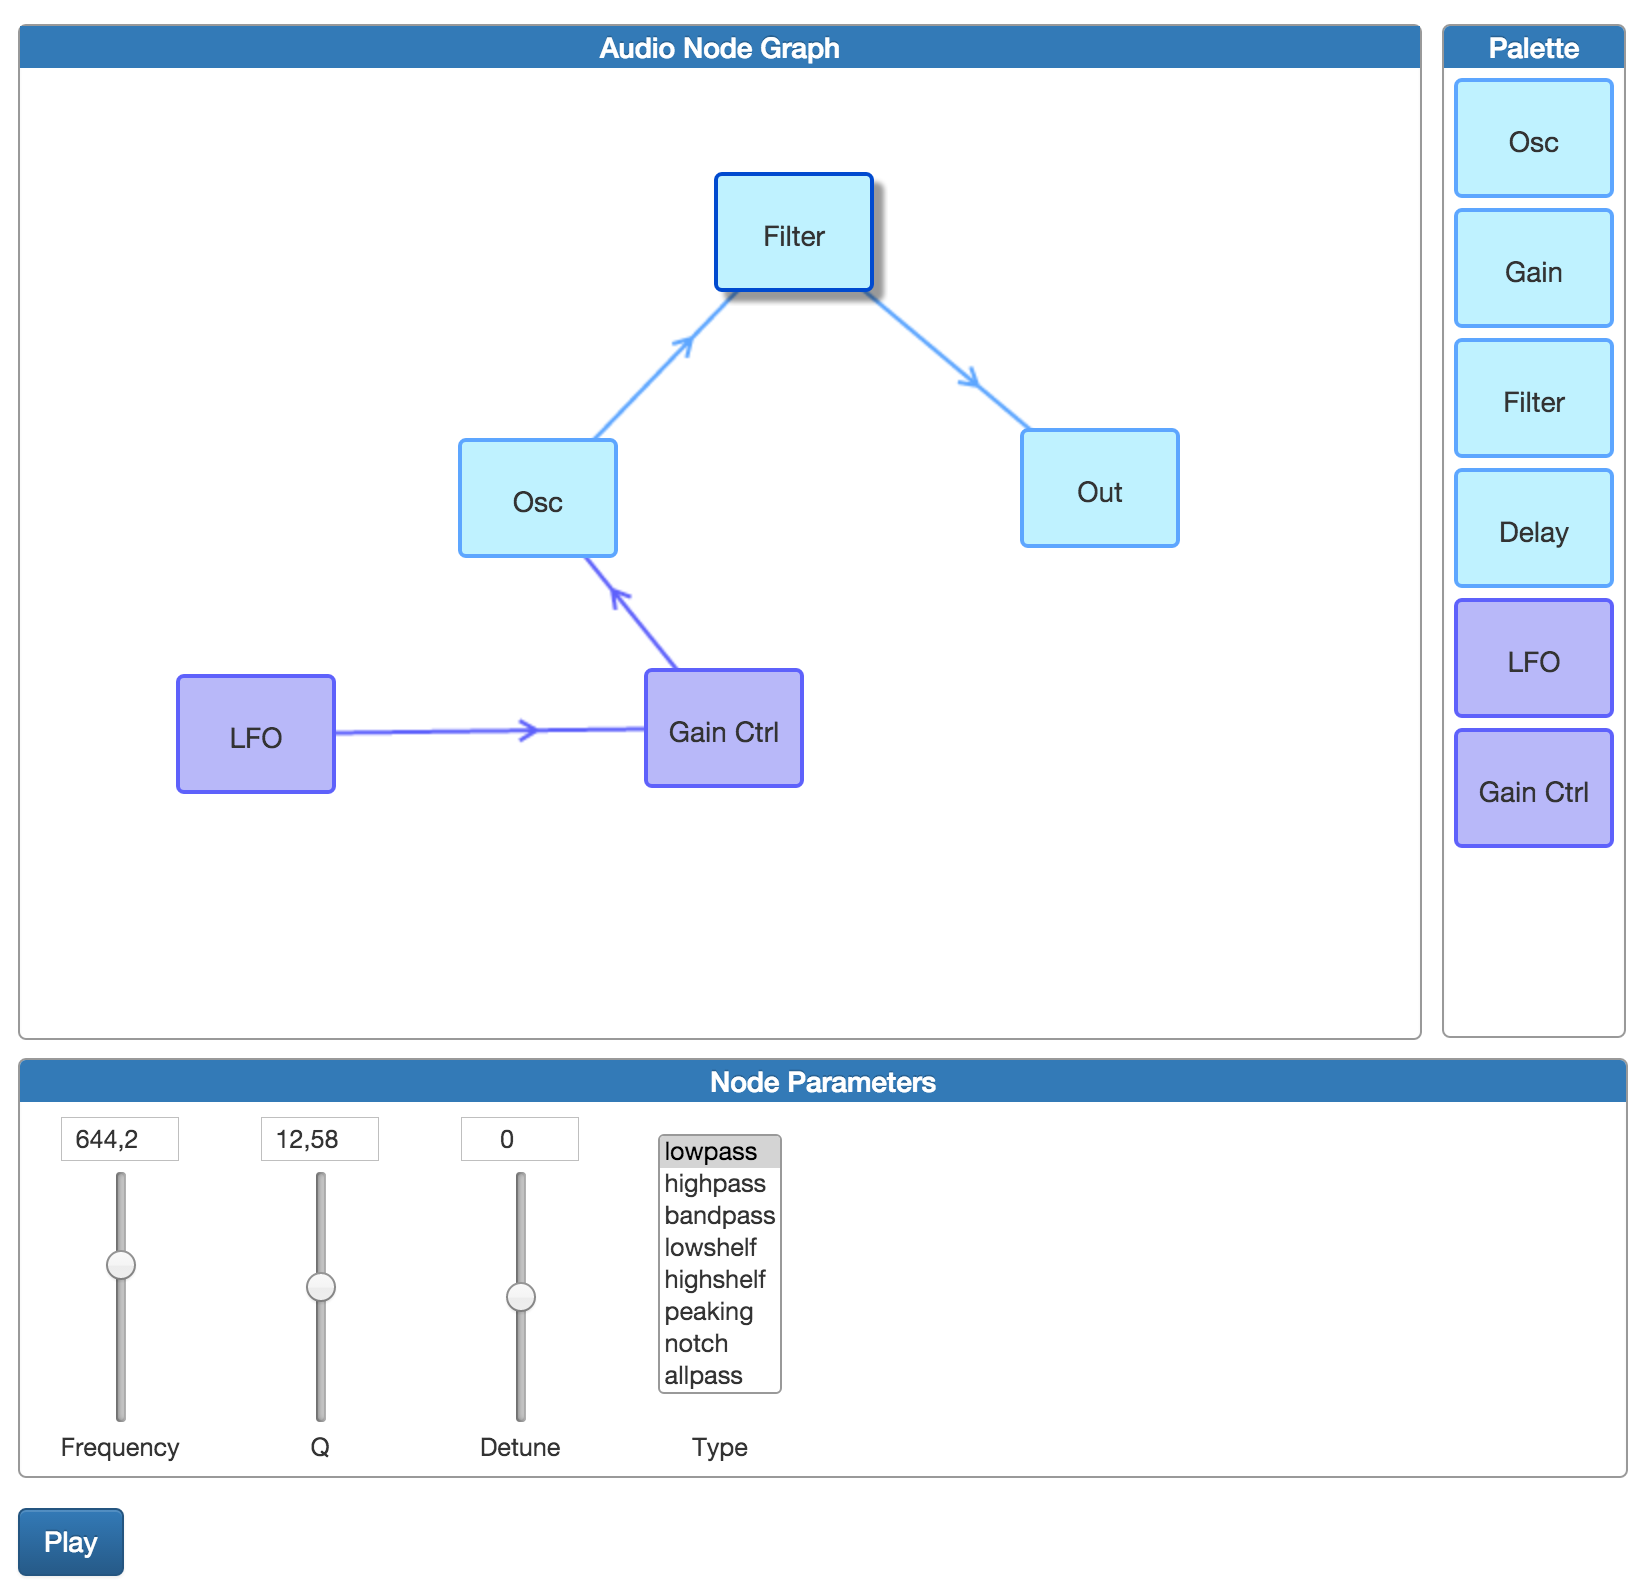 Audio Node Graph
Filter
Osc
Out
LFO
Gain Ctrl
Palette
Osc
Gain
Filter
Delay
LFO
Gain Ctrl
Node Parameters
644,2
12,58
0
lowpass
highpass
bandpass
lowshelf
highshelf
peaking
notch
allpass
Frequency
Q
Detune
Type
Play